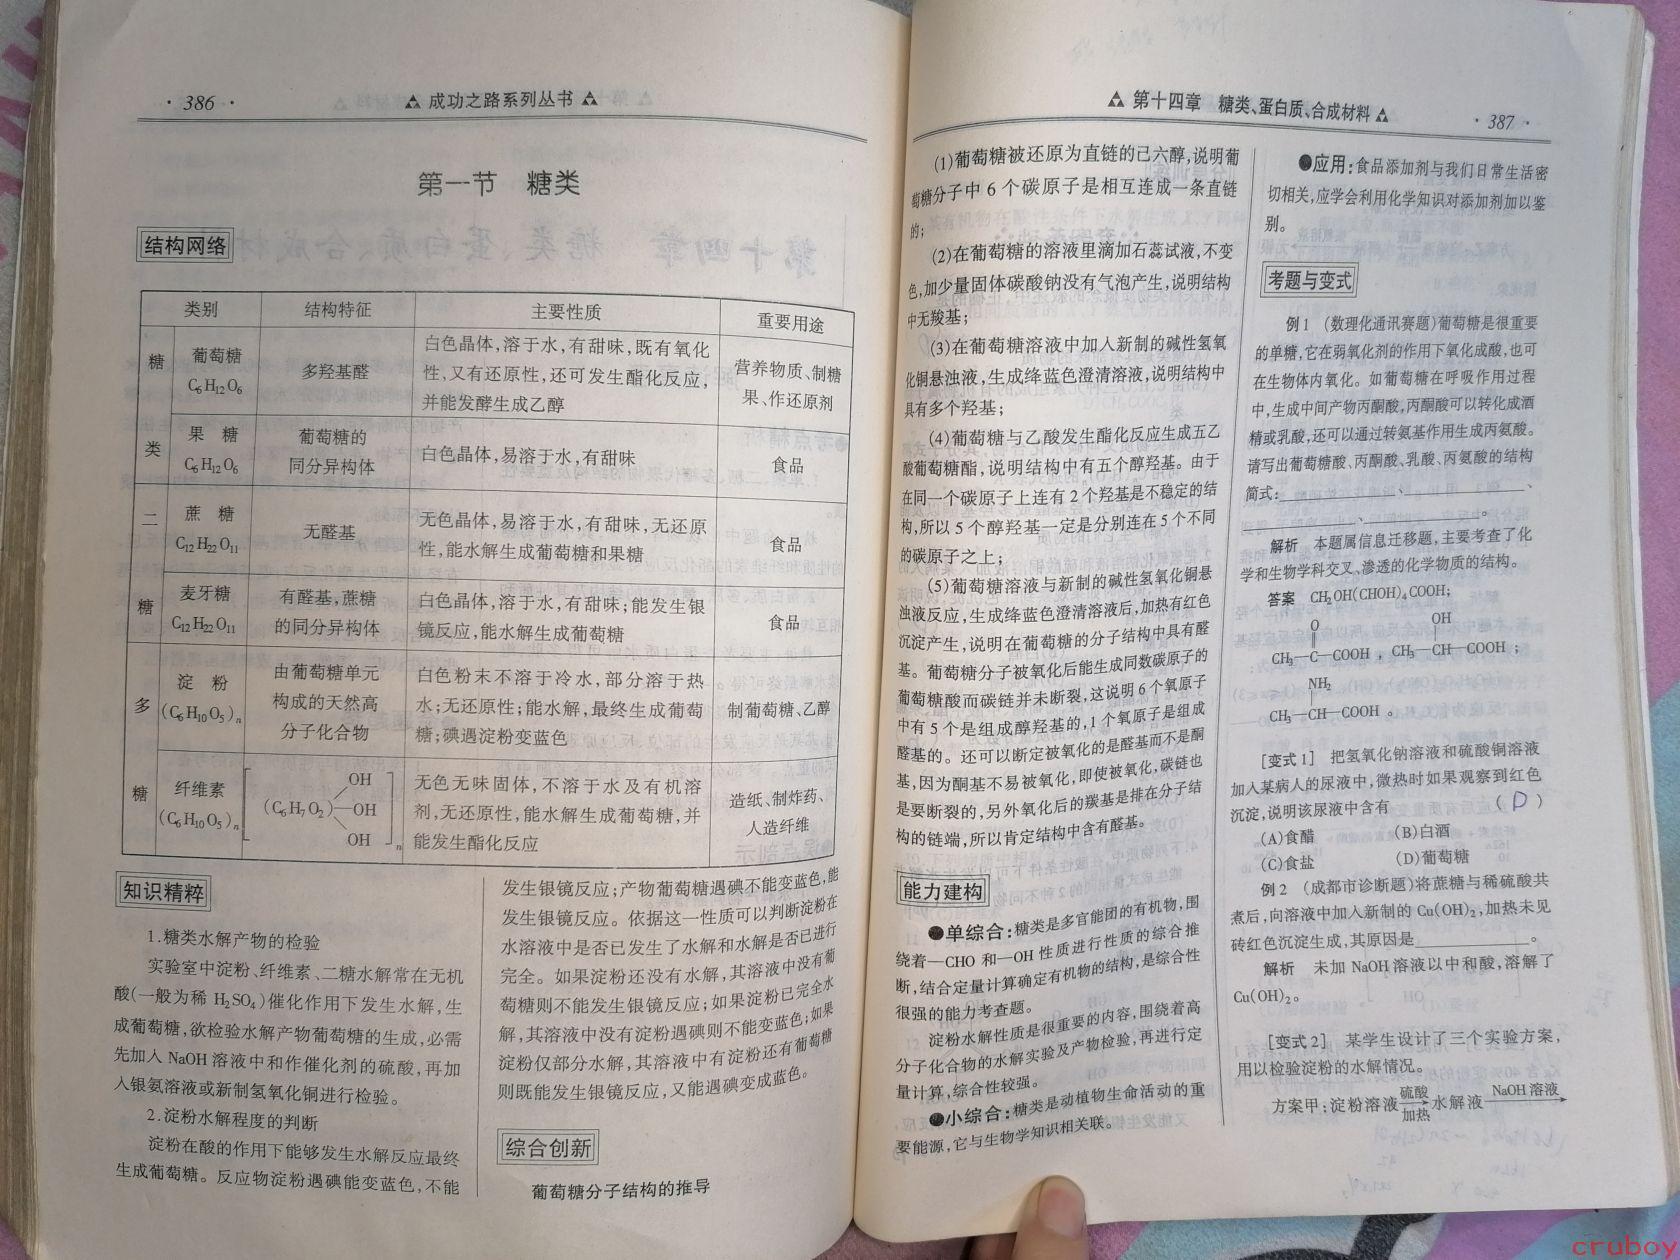 · 386 ·
成功之路系列丛书
第一节 糖类
结构网络
类别 结构特征 主要性质 重要用途
糖类
葡萄糖 C₆H₁₂O₆
多羟基醛
白色晶体,溶于水,有甜味,既有氧化
性,又有还原性,还可发生酯化反应,
并能发酵生成乙醇
营养物质、制糖
果、作还原剂
果 糖 C₆H₁₂O₆
葡萄糖的
同分异构体
白色晶体,易溶于水,有甜味
食品
二糖
蔗 糖 C₁₂H₂₂O₁₁
无醛基
无色晶体,易溶于水,有甜味,无还原
性,能水解生成葡萄糖和果糖
食品
麦牙糖 C₁₂H₂₂O₁₁
有醛基,蔗糖
的同分异构体
白色晶体,溶于水,有甜味;能发生银
镜反应,能水解生成葡萄糖
食品
多糖
淀 粉 (C₆H₁₀O₅)ₙ
由葡萄糖单元
构成的天然高
分子化合物
白色粉末不溶于冷水,部分溶于热
水;无还原性;能水解,最终生成葡萄
糖;碘遇淀粉变蓝色
制葡萄糖、乙醇
纤维素 (C₆H₁₀O₅)ₙ
OH
(C₆H₇O₂)—OH
OH n
无色无味固体,不溶于水及有机溶
剂,无还原性,能水解生成葡萄糖,并
能发生酯化反应
造纸、制炸药、
人造纤维
知识精粹
1.糖类水解产物的检验
实验室中淀粉、纤维素、二糖水解常在无机
酸(一般为稀 H₂SO₄)催化作用下发生水解,生
成葡萄糖,欲检验水解产物葡萄糖的生成,必需
先加入 NaOH 溶液中和作催化剂的硫酸,再加
入银氨溶液或新制氢氧化铜进行检验。
2.淀粉水解程度的判断
淀粉在酸的作用下能够发生水解反应最终
生成葡萄糖。反应物淀粉遇碘能变蓝色,不能
发生银镜反应;产物葡萄糖遇碘不能变蓝色,能
发生银镜反应。依据这一性质可以判断淀粉在
水溶液中是否已发生了水解和水解是否已进行
完全。如果淀粉还没有水解,其溶液中没有葡
萄糖则不能发生银镜反应;如果淀粉已完全水
解,其溶液中没有淀粉遇碘则不能变蓝色;如果
淀粉仅部分水解,其溶液中有淀粉还有葡萄糖
则既能发生银镜反应,又能遇碘变成蓝色。
综合创新
葡萄糖分子结构的推导
第十四章 糖类、蛋白质、合成材料
· 387 ·
(1)葡萄糖被还原为直链的己六醇,说明葡
萄糖分子中 6 个碳原子是相互连成一条直链
的;
(2)在葡萄糖的溶液里滴加石蕊试液,不变
色,加少量固体碳酸钠没有气泡产生,说明结构
中无羧基;
(3)在葡萄糖溶液中加入新制的碱性氢氧
化铜悬浊液,生成绛蓝色澄清溶液,说明结构中
具有多个羟基;
(4)葡萄糖与乙酸发生酯化反应生成五乙
酸葡萄糖酯,说明结构中有五个醇羟基。由于
在同一个碳原子上连有 2 个羟基是不稳定的结
构,所以 5 个醇羟基一定是分别连在 5 个不同
的碳原子之上;
(5)葡萄糖溶液与新制的碱性氢氧化铜悬
浊液反应,生成绛蓝色澄清溶液后,加热有红色
沉淀产生,说明在葡萄糖的分子结构中具有醛
基。葡萄糖分子被氧化后能生成同数碳原子的
葡萄糖酸而碳链并未断裂,这说明 6 个氧原子
中有 5 个是组成醇羟基的,1 个氧原子是组成
醛基的。还可以断定被氧化的是醛基而不是酮
基,因为酮基不易被氧化,即使被氧化,碳链也
是要断裂的,另外氧化后的羰基是排在分子结
构的链端,所以肯定结构中含有醛基。
能力建构
●单综合:糖类是多官能团的有机物,围
绕着—CHO 和—OH 性质进行性质的综合推
断,结合定量计算确定有机物的结构,是综合性
很强的能力考查题。
淀粉水解性质是很重要的内容,围绕着高
分子化合物的水解实验及产物检验,再进行定
量计算,综合性较强。
●小综合:糖类是动植物生命活动的重
要能源,它与生物学知识相关联。
●应用:食品添加剂与我们日常生活密
切相关,应学会利用化学知识对添加剂加以鉴
别。
考题与变式
例 1 (数理化通讯赛题)葡萄糖是很重要
的单糖,它在弱氧化剂的作用下氧化成酸,也可
在生物体内氧化。如葡萄糖在呼吸作用过程
中,生成中间产物丙酮酸,丙酮酸可以转化成酒
精或乳酸,还可以通过转氨基作用生成丙氨酸。
请写出葡萄糖酸、丙酮酸、乳酸、丙氨酸的结构
简式:________、________、
________、________。
解析 本题属信息迁移题,主要考查了化
学和生物学科交叉,渗透的化学物质的结构。
答案 CH₂OH(CHOH)₄COOH;
O OH
CH₃—C—COOH , CH₃—CH—COOH ;
NH₂
CH₃—CH—COOH 。
[变式 1] 把氢氧化钠溶液和硫酸铜溶液
加入某病人的尿液中,微热时如果观察到红色
沉淀,说明该尿液中含有 ( D )
(A)食醋 (B)白酒
(C)食盐 (D)葡萄糖
例 2 (成都市诊断题)将蔗糖与稀硫酸共
煮后,向溶液中加入新制的 Cu(OH)₂,加热未见
砖红色沉淀生成,其原因是________。
解析 未加 NaOH 溶液以中和酸,溶解了
Cu(OH)₂。
[变式 2] 某学生设计了三个实验方案,
用以检验淀粉的水解情况。
方案甲:淀粉溶液 硫酸 加热 → 水解液 NaOH 溶液 →
cruboy